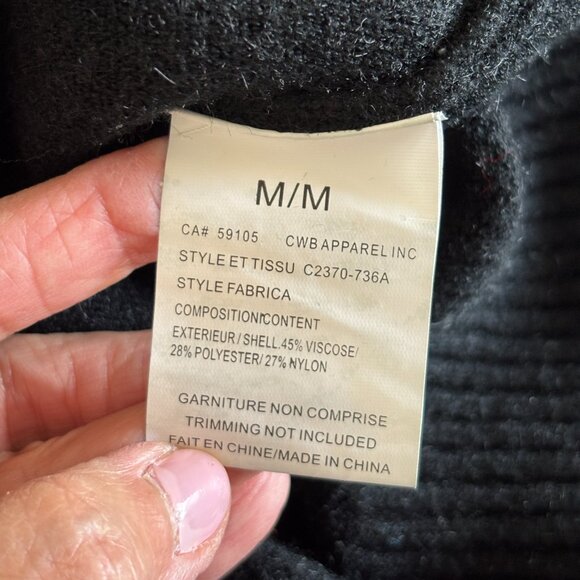 M/M
CA# 59105 CWB APPAREL INC
STYLE ET TISSU C2370-736A
STYLE FABRICA
COMPOSITION/CONTENT
EXTERIEUR/SHELL.45% VISCOSE/
28% POLYESTER/27% NYLON
GARNITURE NON COMPRISE
TRIMMING NOT INCLUDED
FAIT EN CHINE/MADE IN CHINA